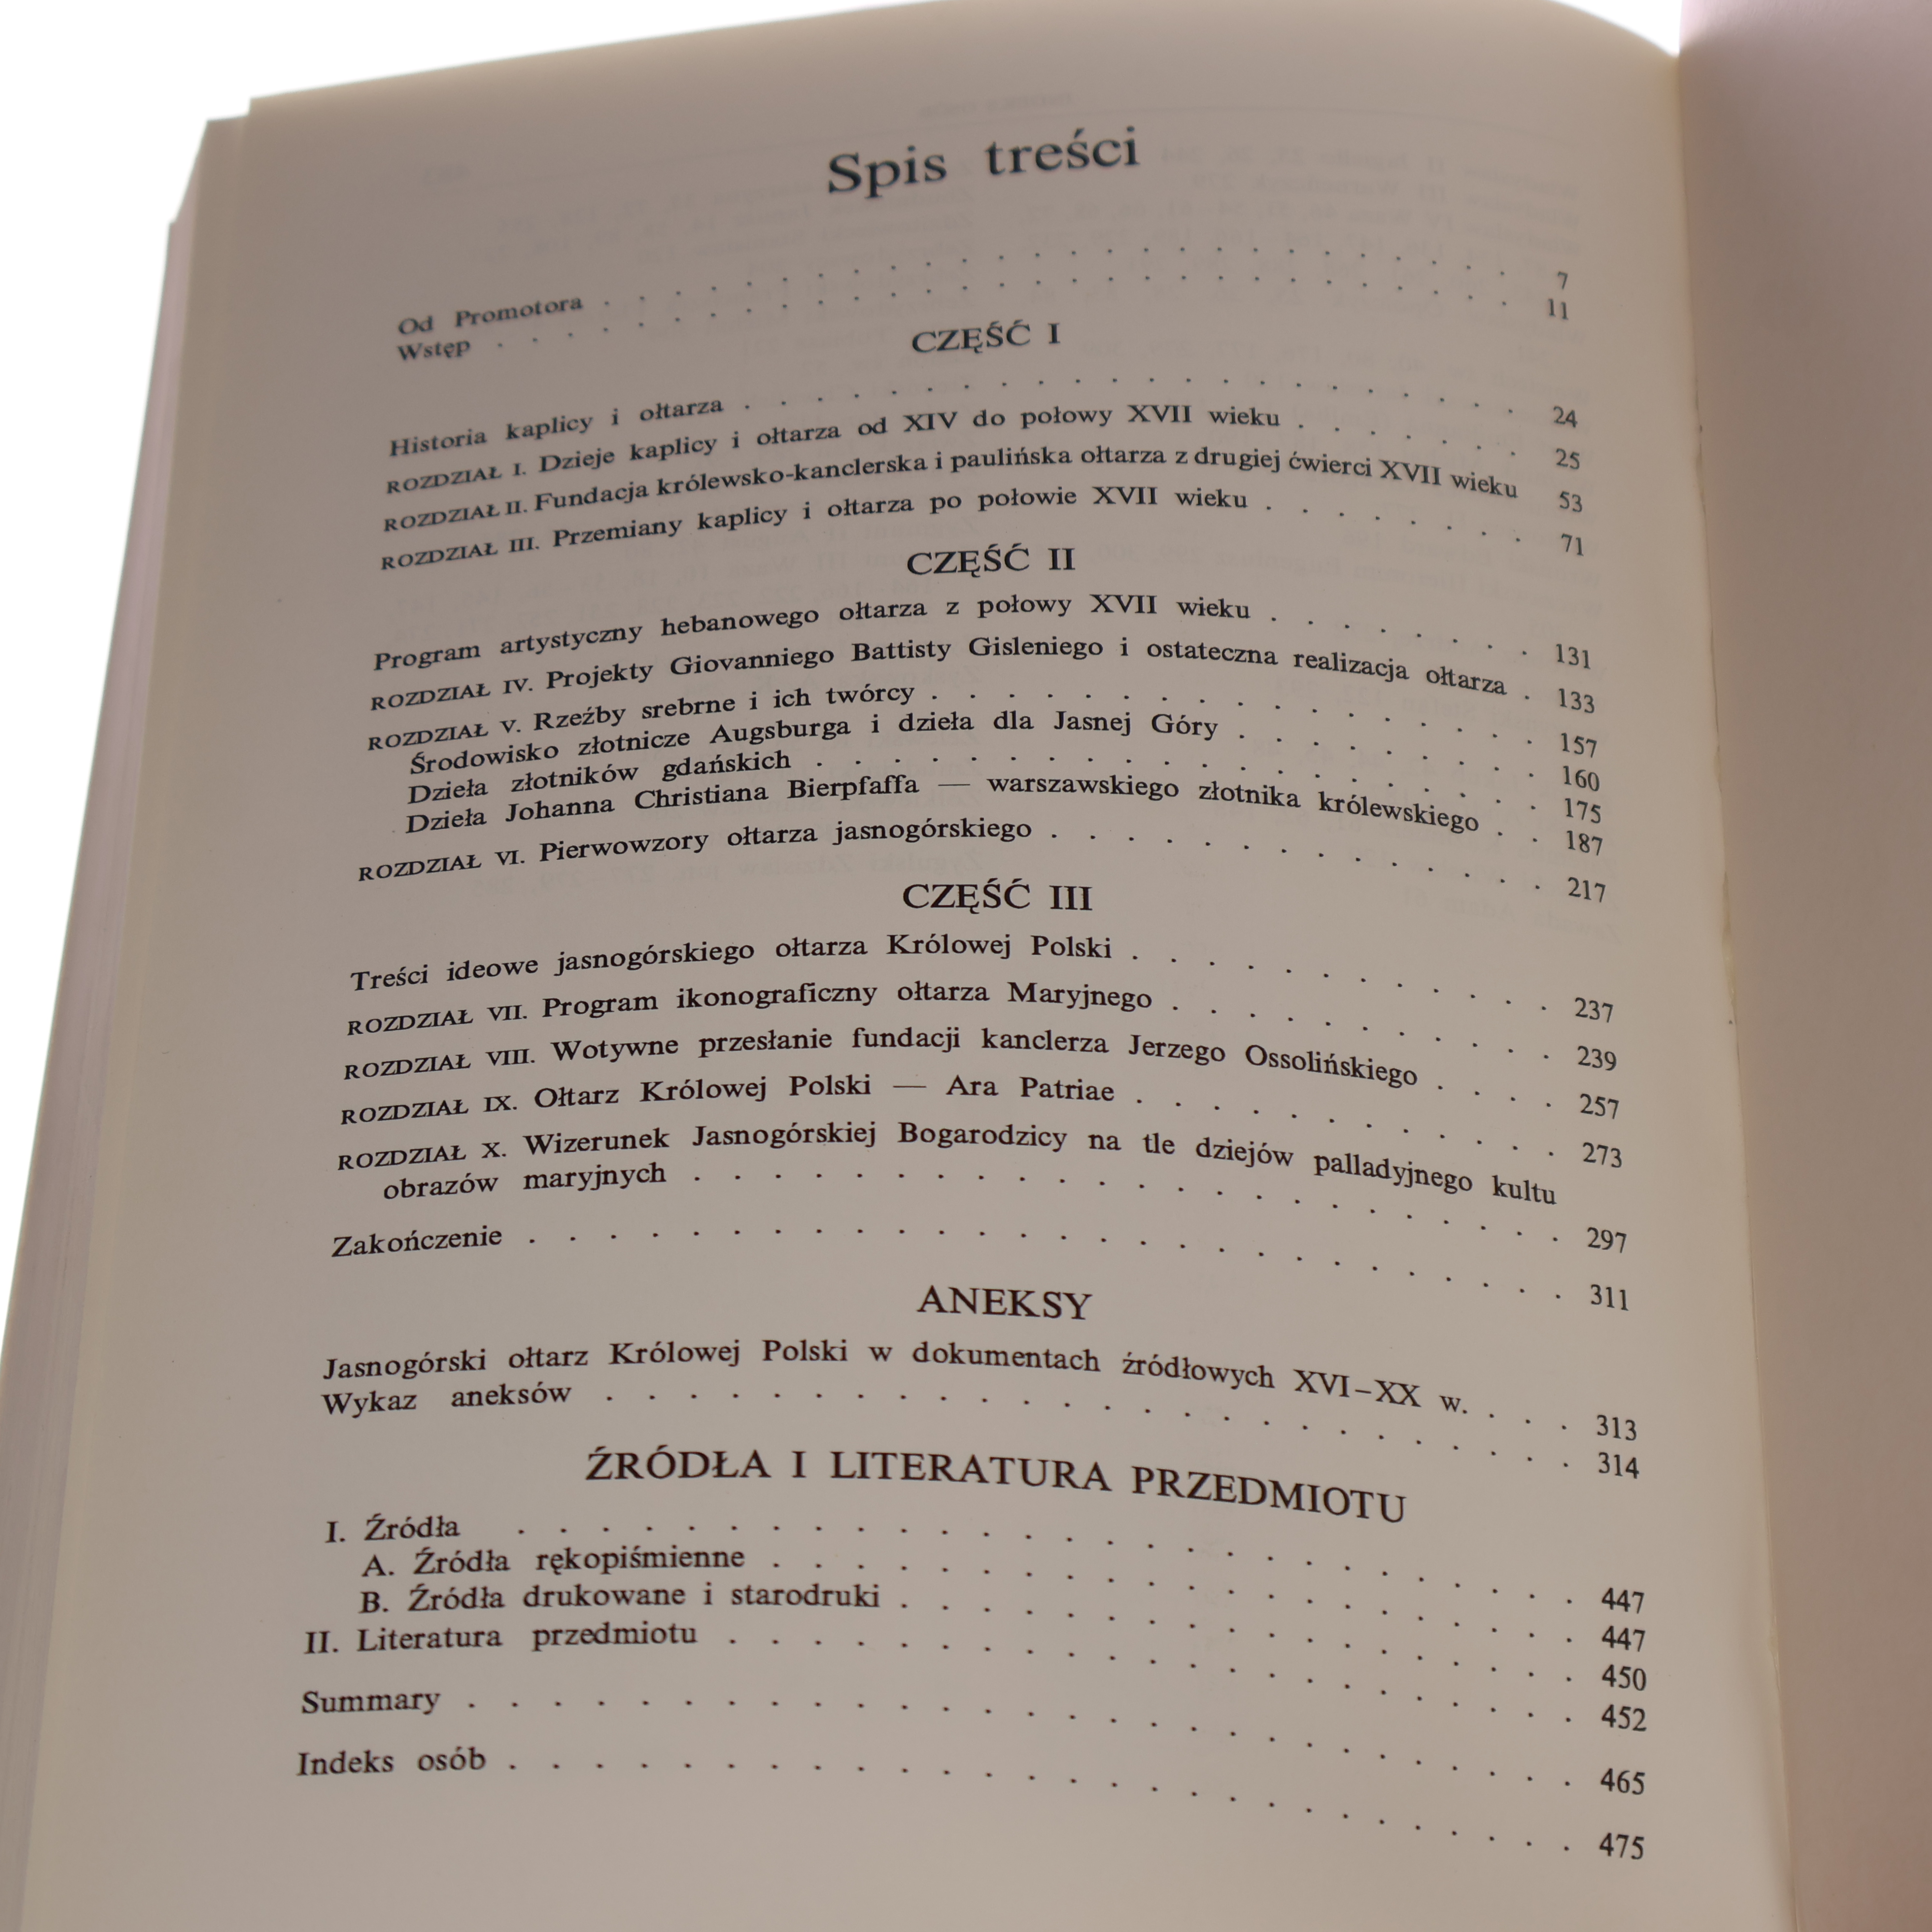 Spis treści
Od Promotora . . . . . . . . . . . . . . . . . . . . . . . . . . 7
Wstęp . . . . . . . . . . . . . . . . . . . . . . . . . . . . . 11
CZĘŚĆ I
Historia kaplicy i ołtarza . . . . . . . . . . . . . . . . . . . . . . 24
ROZDZIAŁ I. Dzieje kaplicy i ołtarza od XIV do połowy XVII wieku . . . . . . . 25
ROZDZIAŁ II. Fundacja królewsko-kanclerska i paulińska ołtarza z drugiej ćwierci XVII wieku 53
ROZDZIAŁ III. Przemiany kaplicy i ołtarza po połowie XVII wieku . . . . . . . . 71
CZĘŚĆ II
Program artystyczny hebanowego ołtarza z połowy XVII wieku . . . . . . . . 131
ROZDZIAŁ IV. Projekty Giovanniego Battisty Gisleniego i ostateczna realizacja ołtarza . 133
ROZDZIAŁ V. Rzeźby srebrne i ich twórcy . . . . . . . . . . . . . . . . 157
Środowisko złotnicze Augsburga i dzieła dla Jasnej Góry . . . . . . . . . 160
Dzieła złotników gdańskich . . . . . . . . . . . . . . . . . . 175
Dzieła Johanna Christiana Bierpfaffa — warszawskiego złotnika królewskiego . . 187
ROZDZIAŁ VI. Pierwowzory ołtarza jasnogórskiego . . . . . . . . . . . . . 217
CZĘŚĆ III
Treści ideowe jasnogórskiego ołtarza Królowej Polski . . . . . . . . . . . 237
ROZDZIAŁ VII. Program ikonograficzny ołtarza Maryjnego . . . . . . . . . . 239
ROZDZIAŁ VIII. Wotywne przesłanie fundacji kanclerza Jerzego Ossolińskiego . . . . 257
ROZDZIAŁ IX. Ołtarz Królowej Polski — Ara Patriae . . . . . . . . . . . 273
ROZDZIAŁ X. Wizerunek Jasnogórskiej Bogarodzicy na tle dziejów palladyjnego kultu
obrazów maryjnych . . . . . . . . . . . . . . . . . . . . . . 297
Zakończenie . . . . . . . . . . . . . . . . . . . . . . . . . . 311
ANEKSY
Jasnogórski ołtarz Królowej Polski w dokumentach źródłowych XVI–XX w. . . . 313
Wykaz aneksów . . . . . . . . . . . . . . . . . . . . . . . . 314
ŹRÓDŁA I LITERATURA PRZEDMIOTU
I. Źródła . . . . . . . . . . . . . . . . . . . . . . . . . . 447
A. Źródła rękopiśmienne . . . . . . . . . . . . . . . . . . . . 447
B. Źródła drukowane i starodruki . . . . . . . . . . . . . . . . . 450
II. Literatura przedmiotu . . . . . . . . . . . . . . . . . . . . . 452
Summary . . . . . . . . . . . . . . . . . . . . . . . . . . . 465
Indeks osób . . . . . . . . . . . . . . . . . . . . . . . . . . 475